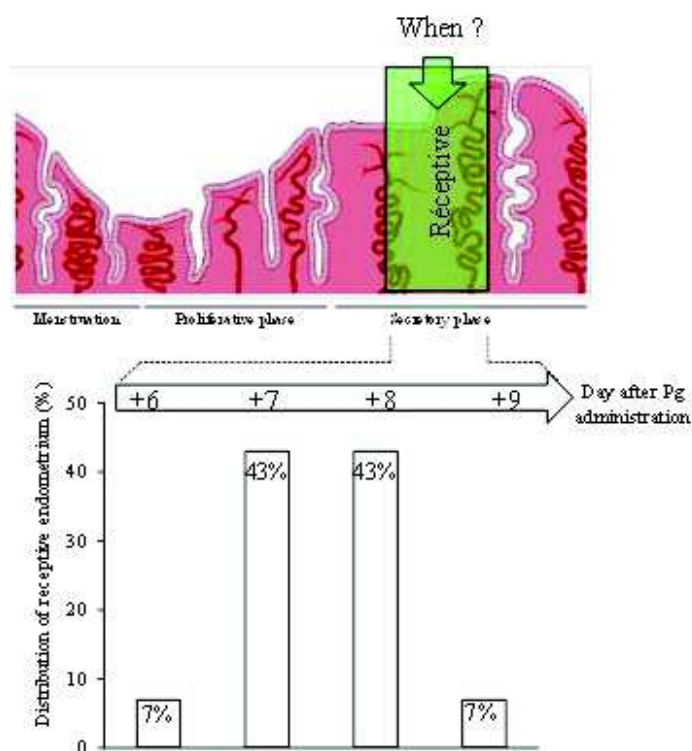 When ?
Réceptive
Menstruation
Proliferative phase
Secretory phase
+6 +7 +8 +9
Day after Pg
administration
Distribution of receptive endometrium (%)
50
40
30
20
10
0
7%
43%
43%
7%